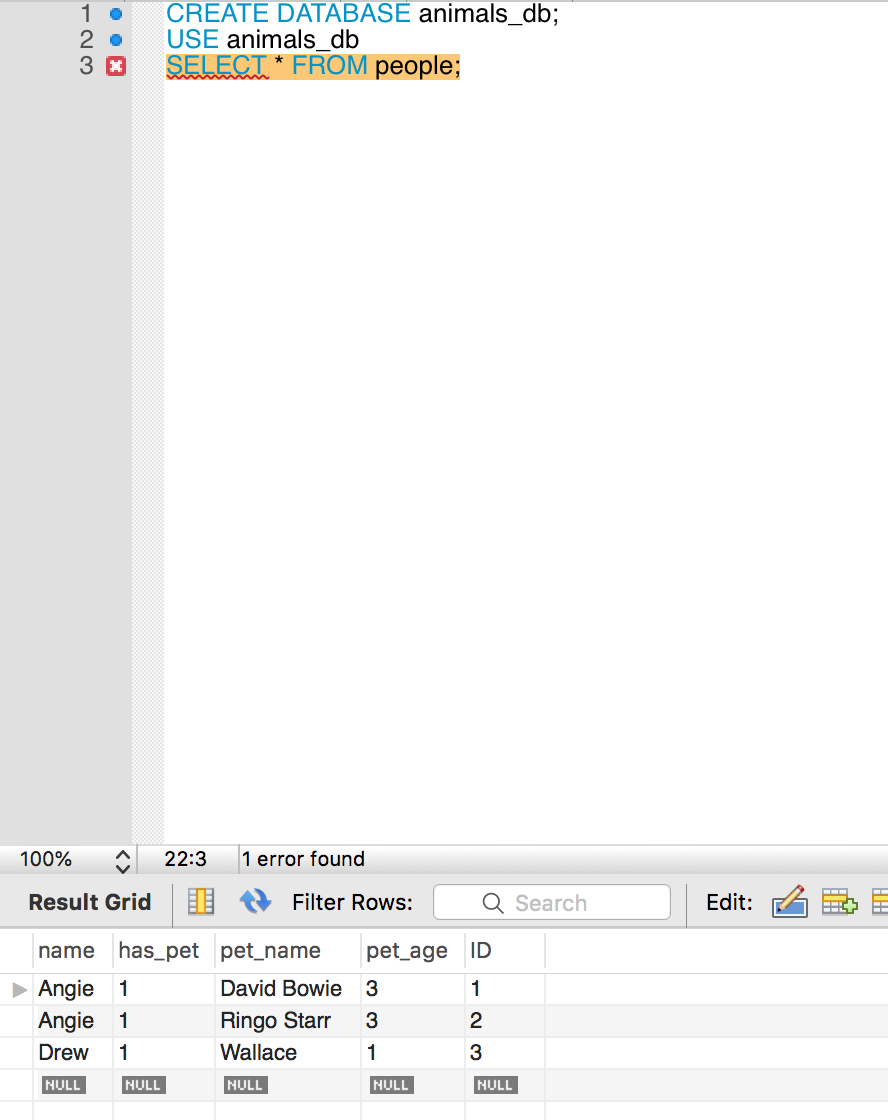 1 CREATE DATABASE animals_db;
2 USE animals_db
3 SELECT * FROM people;
100% 22:3 1 error found
Result Grid Filter Rows: Search Edit:
name has_pet pet_name pet_age ID
Angie 1 David Bowie 3 1
Angie 1 Ringo Starr 3 2
Drew 1 Wallace 1 3
NULL NULL NULL NULL NULL